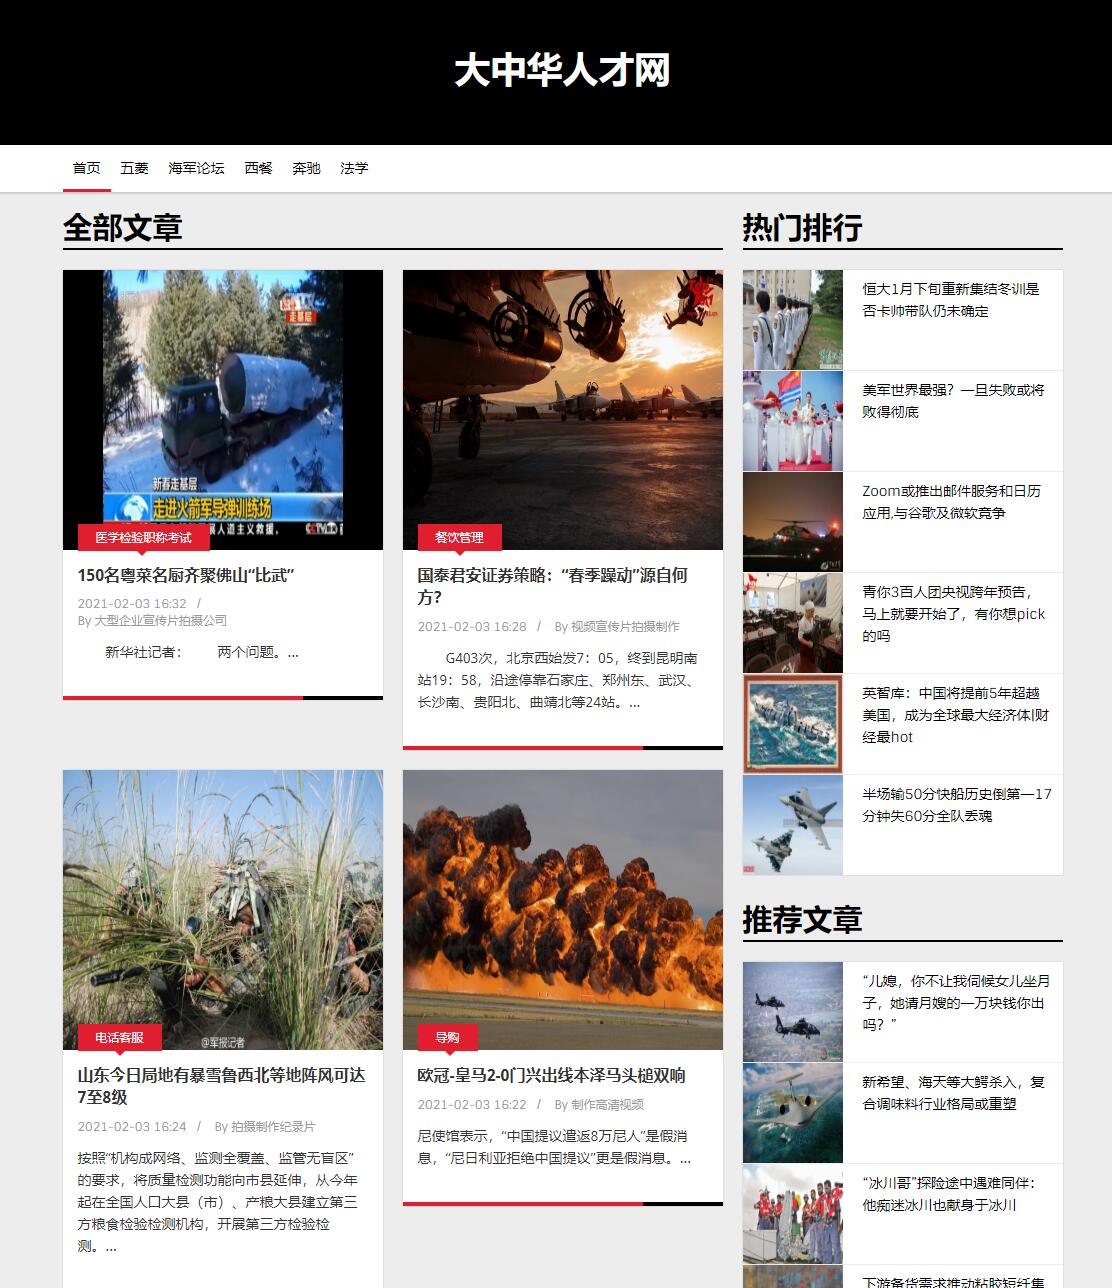 大中华人才网
首页 五菱 海军论坛 西餐 奔驰 法学
全部文章
新春走基层
走进火箭军导弹训练场
医学检验职称考试
150名粤菜名厨齐聚佛山“比武”
2021-02-03 16:32 /
By 大型企业宣传片拍摄公司
新华社记者： 两个问题。...
餐饮管理
国泰君安证券策略：“春季躁动”源自何
方？
2021-02-03 16:28 / By 视频宣传片拍摄制作
G403次，北京西始发7：05，终到昆明南
站19：58，沿途停靠石家庄、郑州东、武汉、
长沙南、贵阳北、曲靖北等24站。...
@军报记者
电话客服
山东今日局地有暴雪鲁西北等地阵风可达
7至8级
2021-02-03 16:24 / By 拍摄制作纪录片
按照“机构成网络、监测全覆盖、监管无盲区”
的要求，将质量检测功能向市县延伸，从今年
起在全国人口大县（市）、产粮大县建立第三
方粮食检验检测机构，开展第三方检验检
测。...
导购
欧冠-皇马2-0门兴出线本泽马头槌双响
2021-02-03 16:22 / By 制作高清视频
尼使馆表示，“中国提议遣返8万尼人”是假消
息，“尼日利亚拒绝中国提议”更是假消息。...
热门排行
恒大1月下旬重新集结冬训是
否卡帅带队仍未确定
美军世界最强？一旦失败或将
败得彻底
Zoom或推出邮件服务和日历
应用,与谷歌及微软竞争
青你3百人团央视跨年预告，
马上就要开始了，有你想pick
的吗
英智库：中国将提前5年超越
美国，成为全球最大经济体|财
经最hot
半场输50分快船历史倒第一17
分钟失60分全队丢魂
推荐文章
“儿媳，你不让我伺候女儿坐月
子，她请月嫂的一万块钱你出
吗？”
新希望、海天等大鳄杀入，复
合调味料行业格局或重塑
“冰川哥”探险途中遇难同伴：
他痴迷冰川也献身于冰川
下游备货需求推动粘胶短纤集